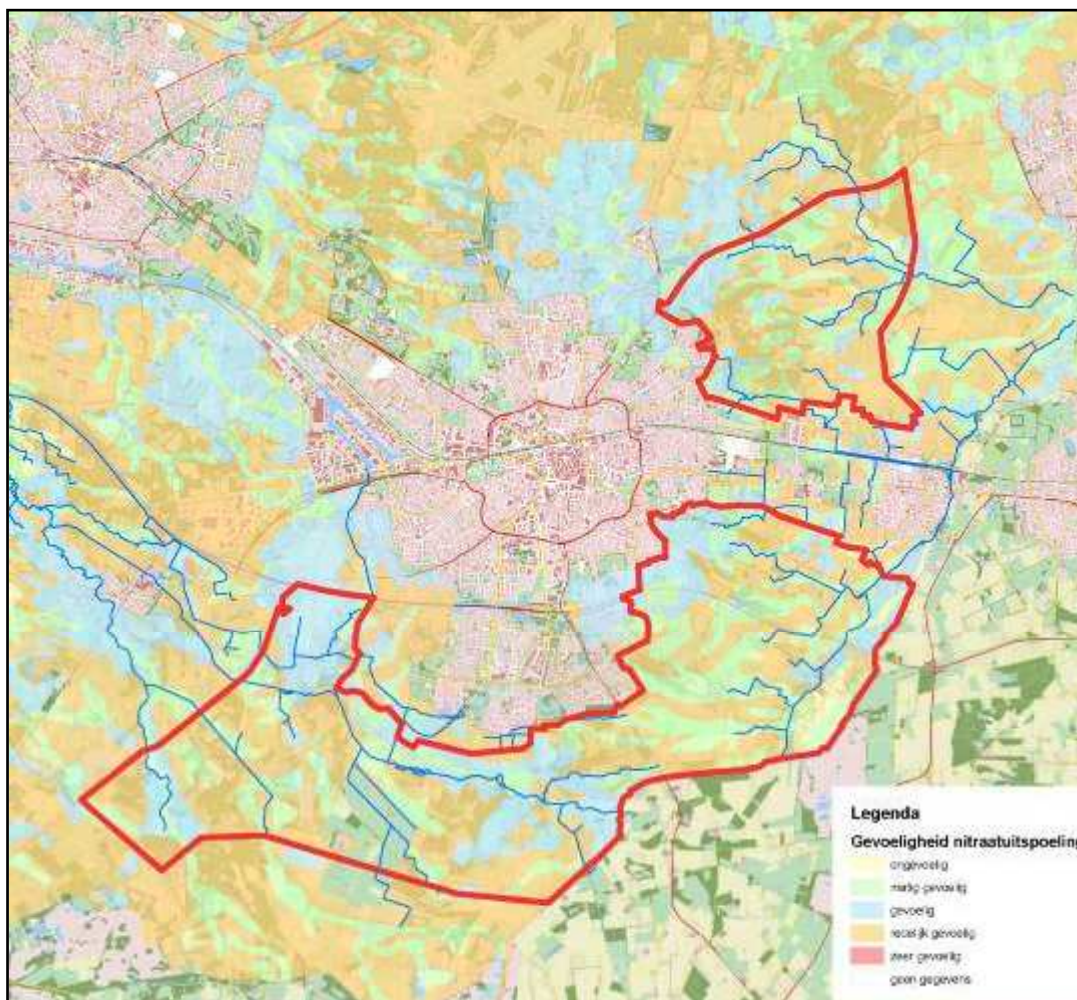 Legenda
Gevoeligheid nitraatuitspoeling
ongevoelig
matig gevoelig
gevoelig
redelijk gevoelig
zeer gevoelig
geen gegevens